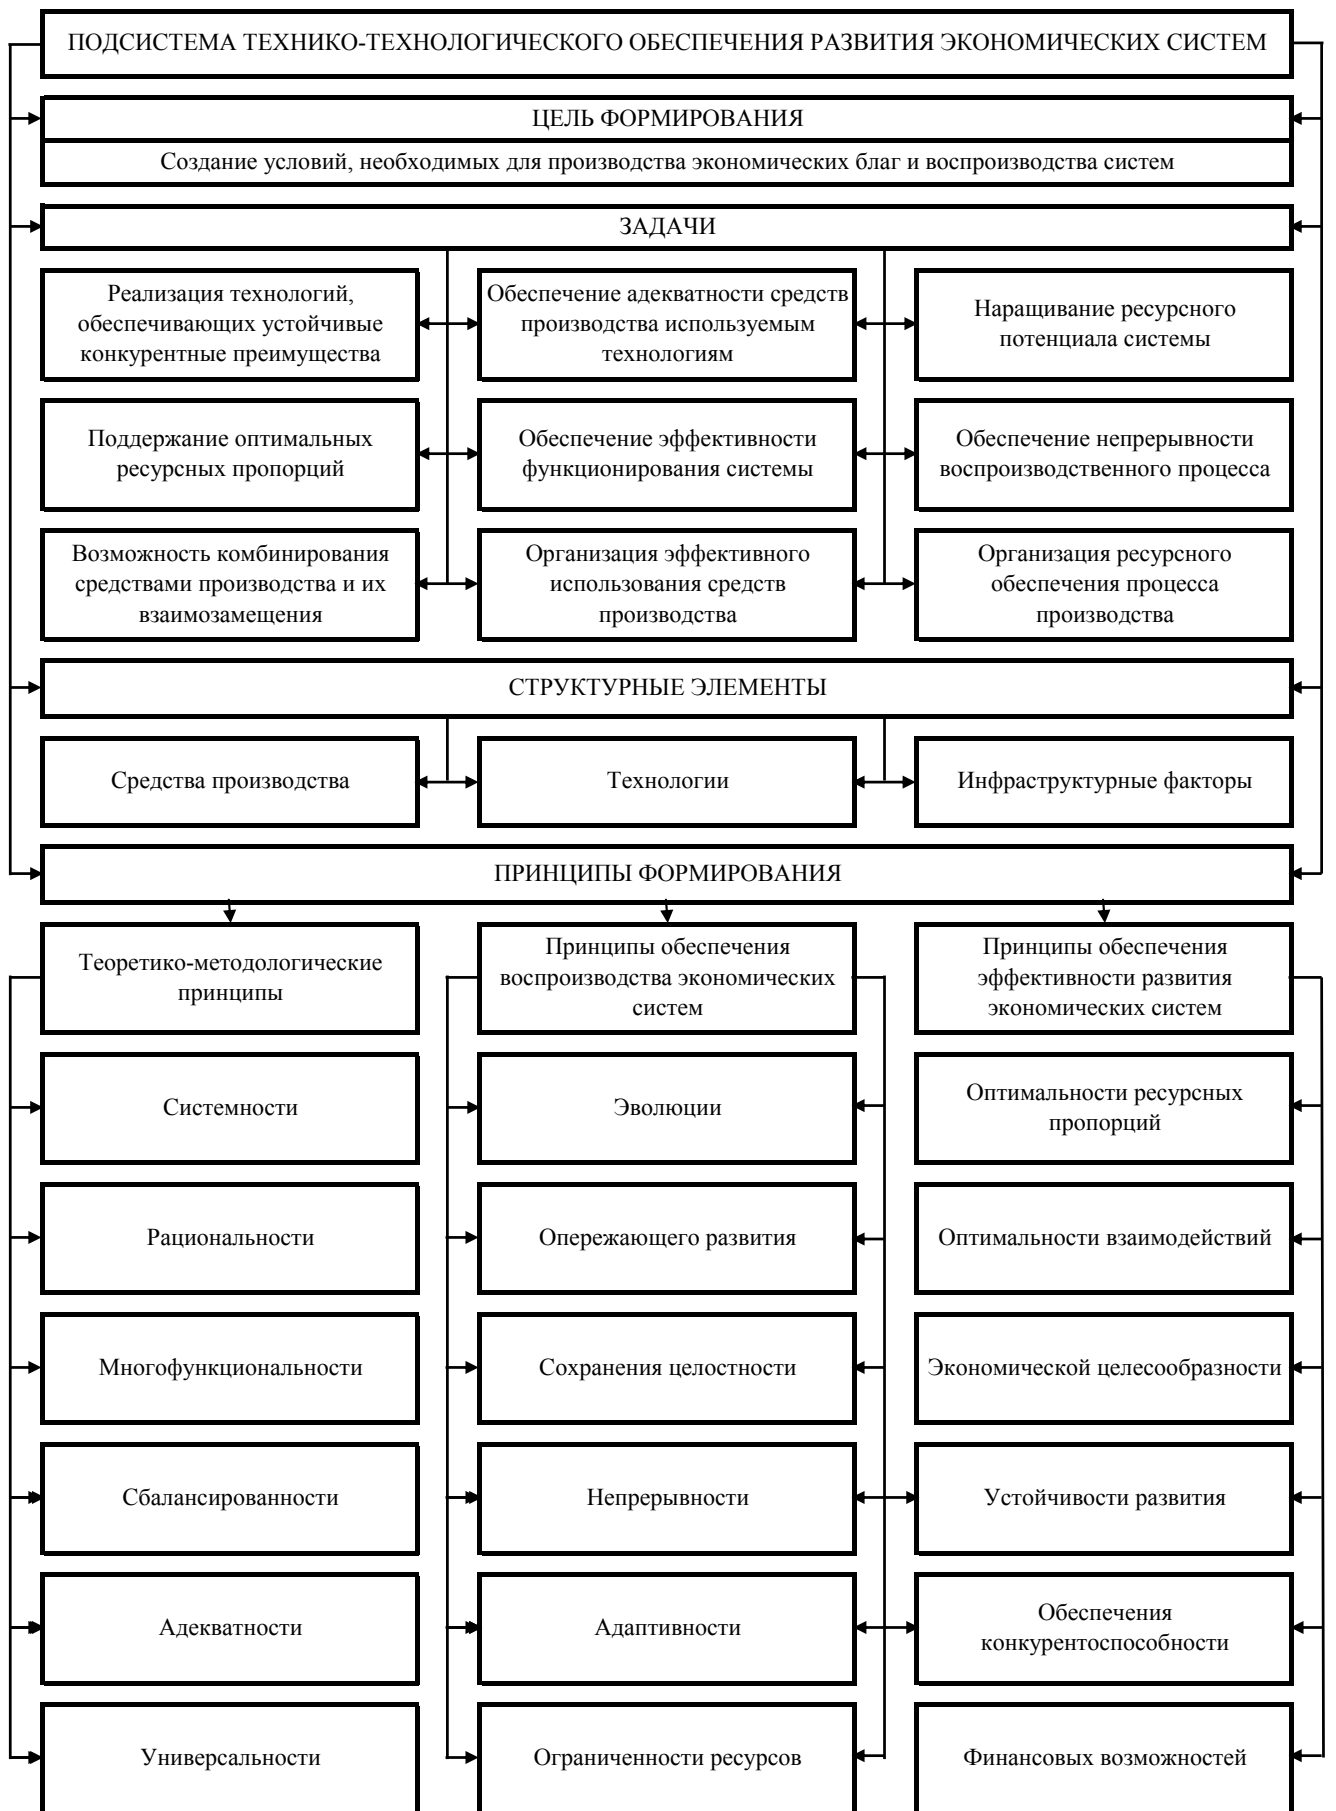 ПОДСИСТЕМА ТЕХНИКО-ТЕХНОЛОГИЧЕСКОГО ОБЕСПЕЧЕНИЯ РАЗВИТИЯ ЭКОНОМИЧЕСКИХ СИСТЕМ
ЦЕЛЬ ФОРМИРОВАНИЯ
Создание условий, необходимых для производства экономических благ и воспроизводства систем
ЗАДАЧИ
Реализация технологий,
обеспечивающих устойчивые
конкурентные преимущества
Обеспечение адекватности средств
производства используемым
технологиям
Наращивание ресурсного
потенциала системы
Поддержание оптимальных
ресурсных пропорций
Обеспечение эффективности
функционирования системы
Обеспечение непрерывности
воспроизводственного процесса
Возможность комбинирования
средствами производства и их
взаимозамещения
Организация эффективного
использования средств
производства
Организация ресурсного
обеспечения процесса
производства
СТРУКТУРНЫЕ ЭЛЕМЕНТЫ
Средства производства
Технологии
Инфраструктурные факторы
ПРИНЦИПЫ ФОРМИРОВАНИЯ
Теоретико-методологические
принципы
Принципы обеспечения
воспроизводства экономических
систем
Принципы обеспечения
эффективности развития
экономических систем
Системности
Эволюции
Оптимальности ресурсных
пропорций
Рациональности
Опережающего развития
Оптимальности взаимодействий
Многофункциональности
Сохранения целостности
Экономической целесообразности
Сбалансированности
Непрерывности
Устойчивости развития
Адекватности
Адаптивности
Обеспечения
конкурентоспособности
Универсальности
Ограниченности ресурсов
Финансовых возможностей